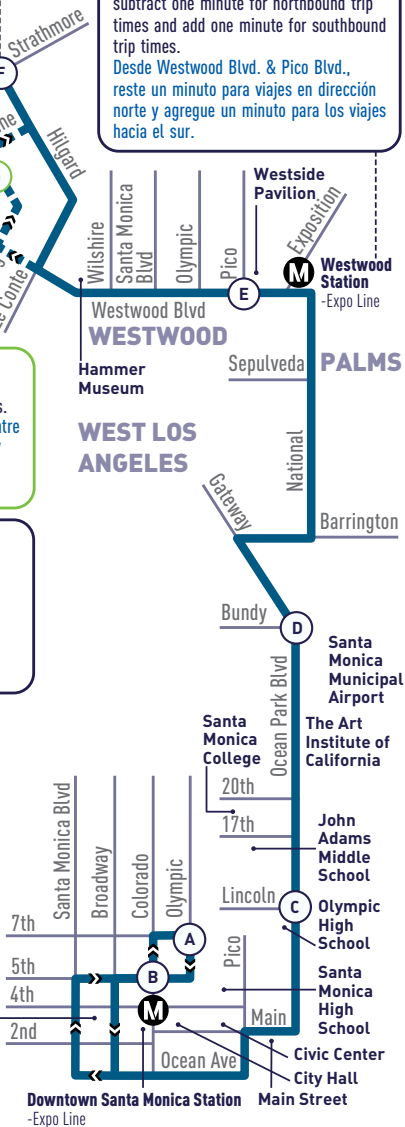 subtract one minute for northbound trip
times and add one minute for southbound
trip times.
Desde Westwood Blvd. & Pico Blvd.,
reste un minuto para viajes en dirección
norte y agregue un minuto para los viajes
hacia el sur.
Strathmore
Hilgard
Wilshire
Santa Monica
Blvd
Olympic
Pico
Westside
Pavilion
Exposition
M
Westwood
Station
-Expo Line
E
Westwood Blvd
WESTWOOD
Hammer
Museum
Sepulveda
PALMS
WEST LOS
ANGELES
National
Gateway
Barrington
Bundy
D
Santa
Monica
Municipal
Airport
Ocean Park Blvd
Santa
Monica
College
The Art
Institute of
California
20th
17th
John
Adams
Middle
School
Lincoln
C
Olympic
High
School
Santa Monica Blvd
Broadway
Colorado
Olympic
7th
A
Pico
5th
B
4th
M
Santa
Monica
High
School
2nd
Main
Ocean Ave
Civic Center
City Hall
Main Street
Downtown Santa Monica Station
-Expo Line